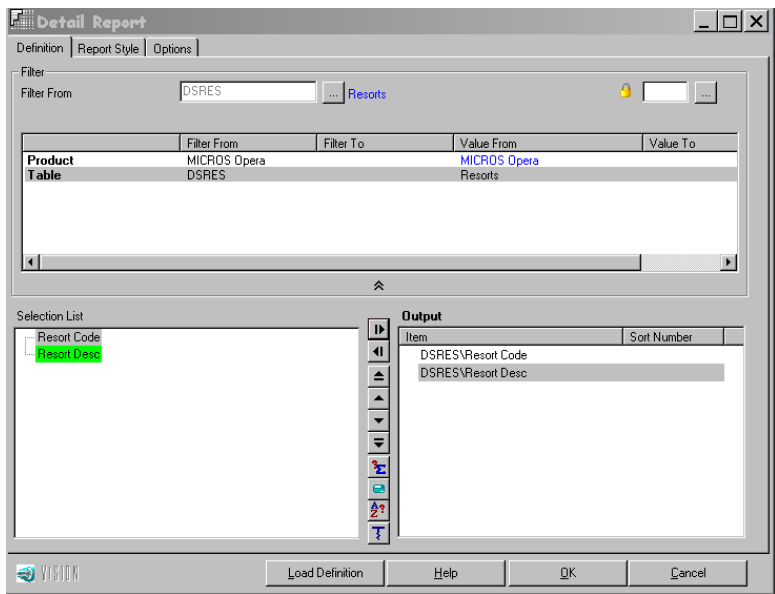 Detail Report
Definition Report Style Options
Filter
Filter From DSRES ... Resorts ...
Filter From Filter To Value From Value To
Product MICROS Opera MICROS Opera
Table DSRES Resorts
Selection List
Resort Code
Resort Desc
Output
Item Sort Number
DSRES\Resort Code
DSRES\Resort Desc
VISION Load Definition Help OK Cancel